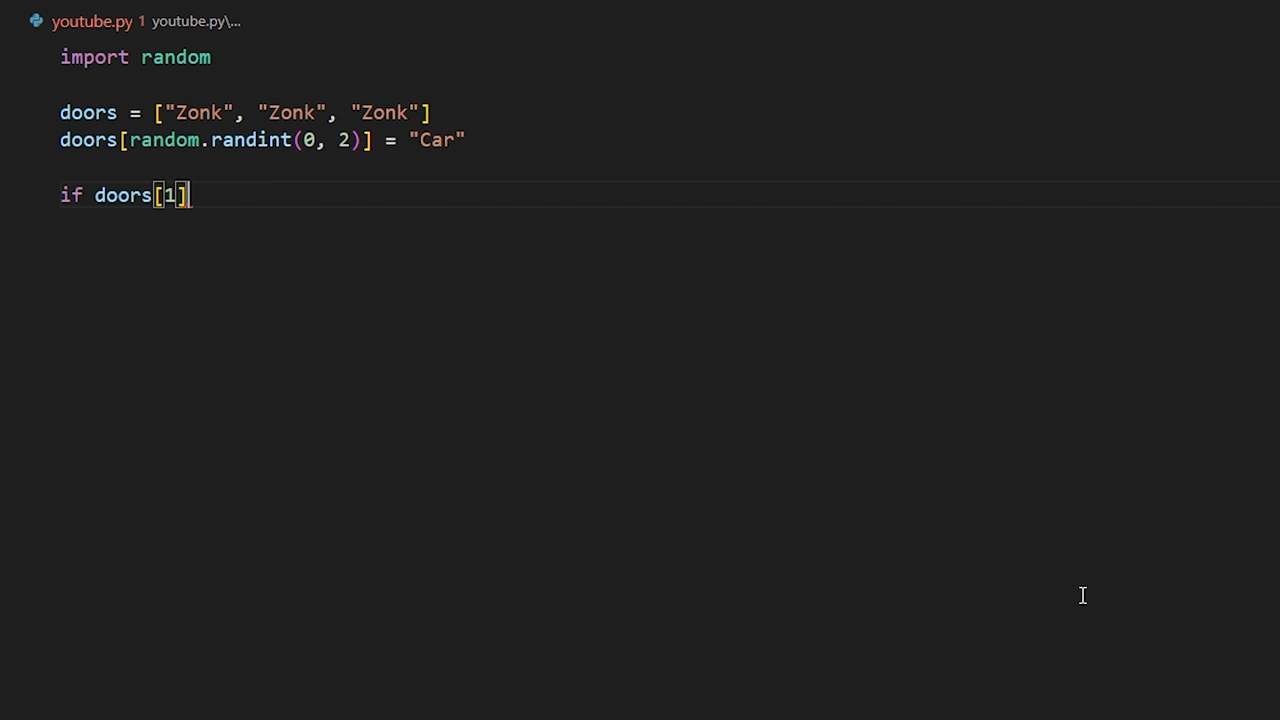 youtube.py 1 youtube.py\...
import random
doors = ["Zonk", "Zonk", "Zonk"]
doors[random.randint(0, 2)] = "Car"
if doors[1]